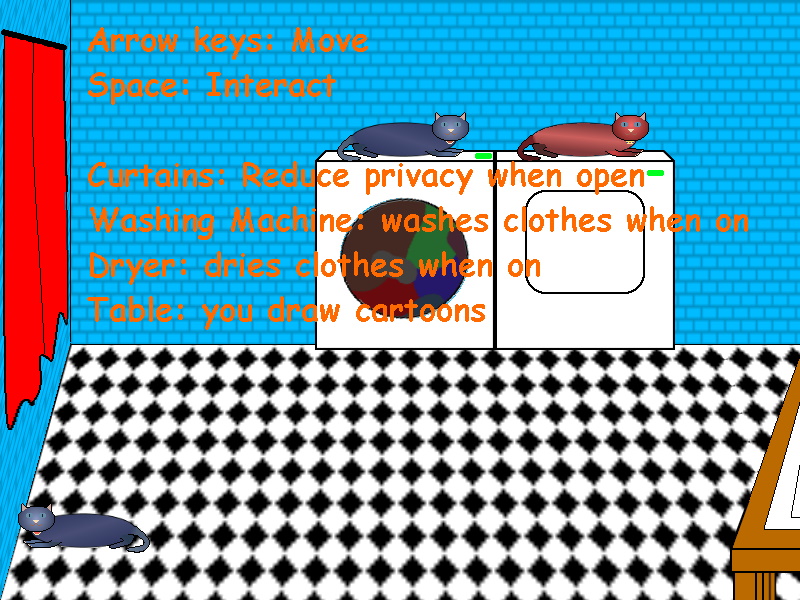 Arrow keys: Move
Space: Interact
Curtains: Reduce privacy when open
Washing Machine: washes clothes when on
Dryer: dries clothes when on
Table: you draw cartoons